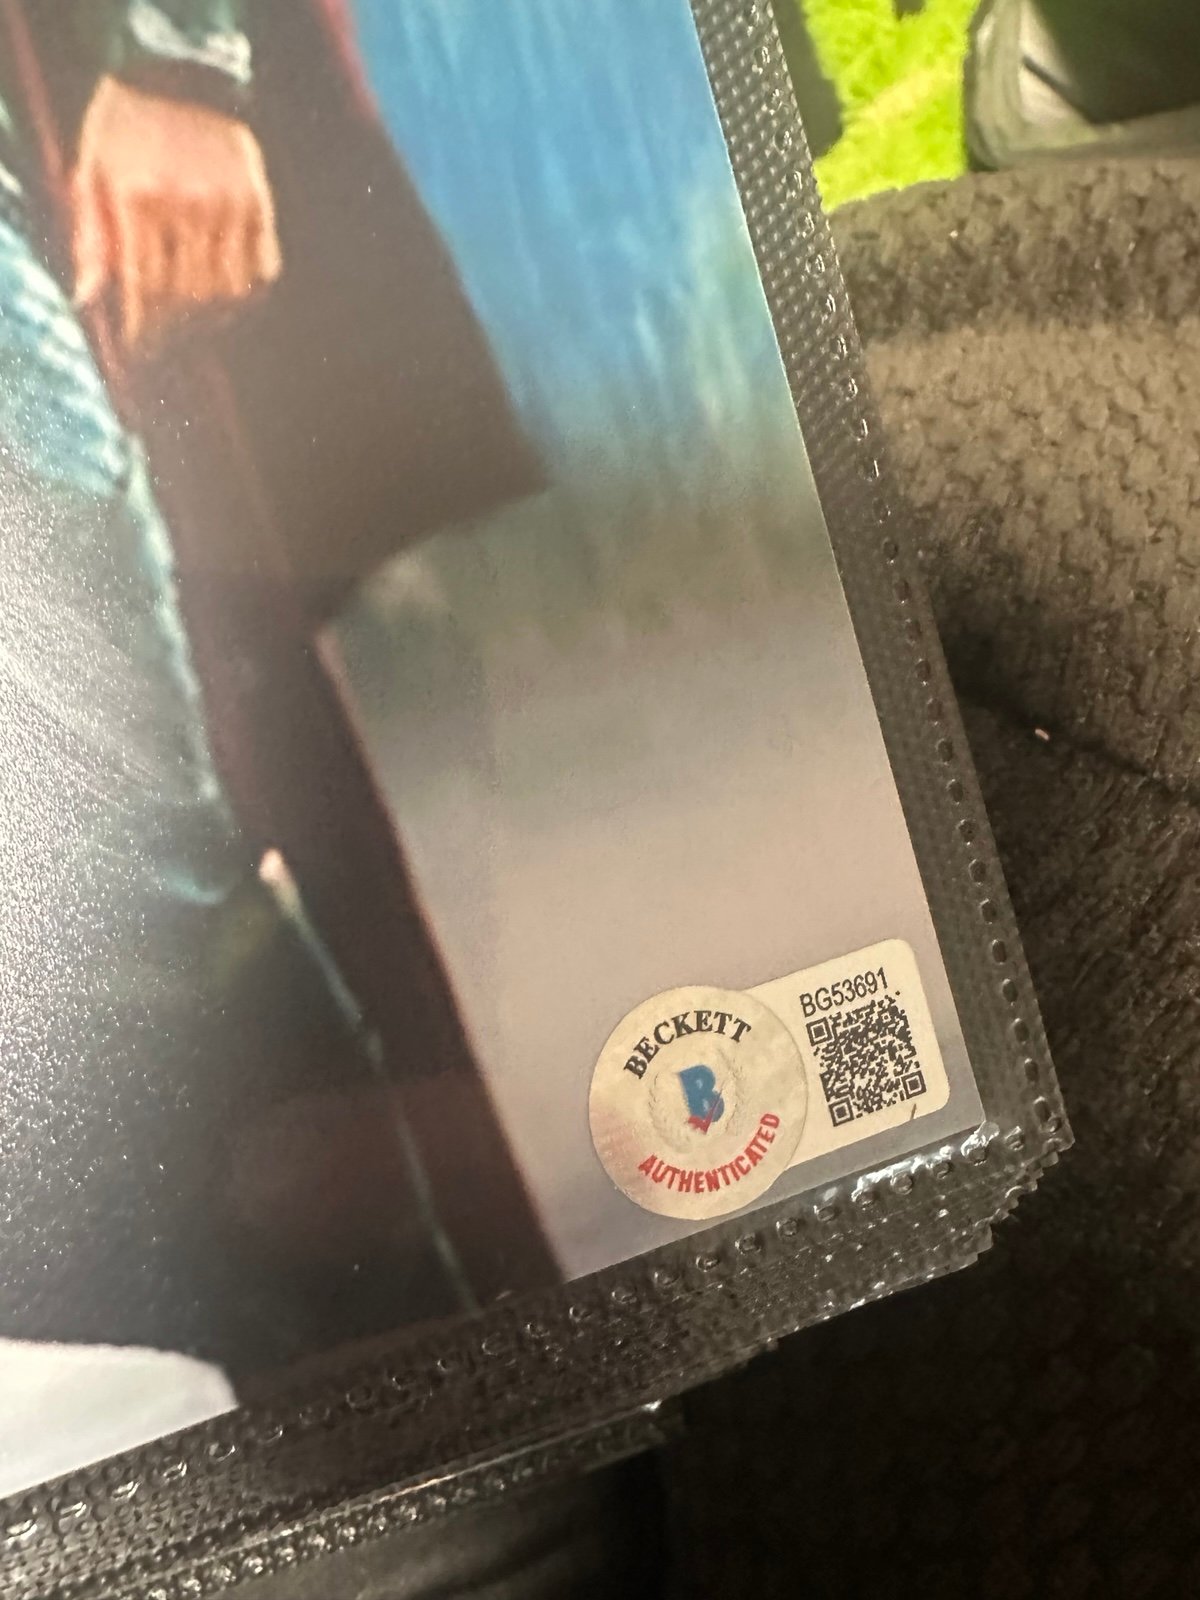 BECKETT
B
AUTHENTICATED
BG53691